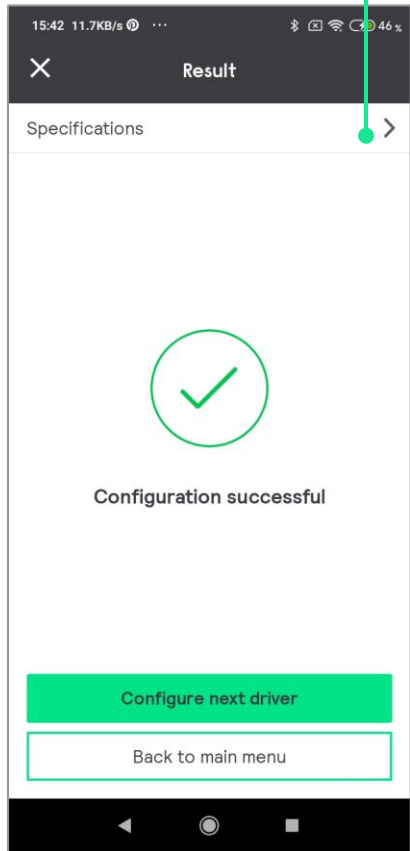 15:42 11.7KB/s ... 46 %
Result
Specifications
Configuration successful
Configure next driver
Back to main menu